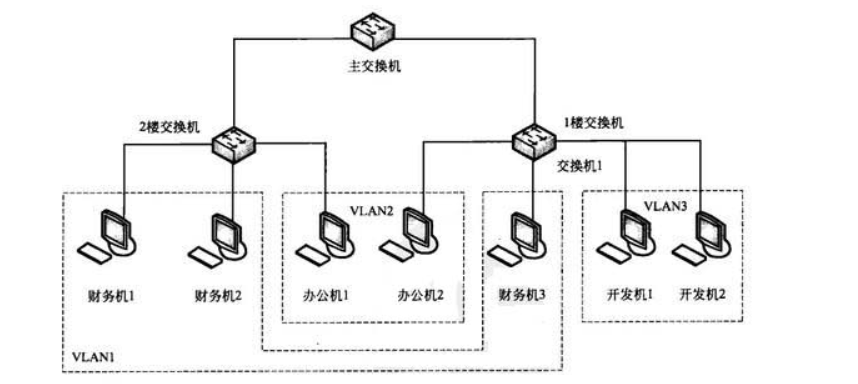 主交换机
2楼交换机
1楼交换机
交换机1
VLAN2
VLAN3
财务机1
财务机2
办公机1
办公机2
财务机3
开发机1
开发机2
VLAN1